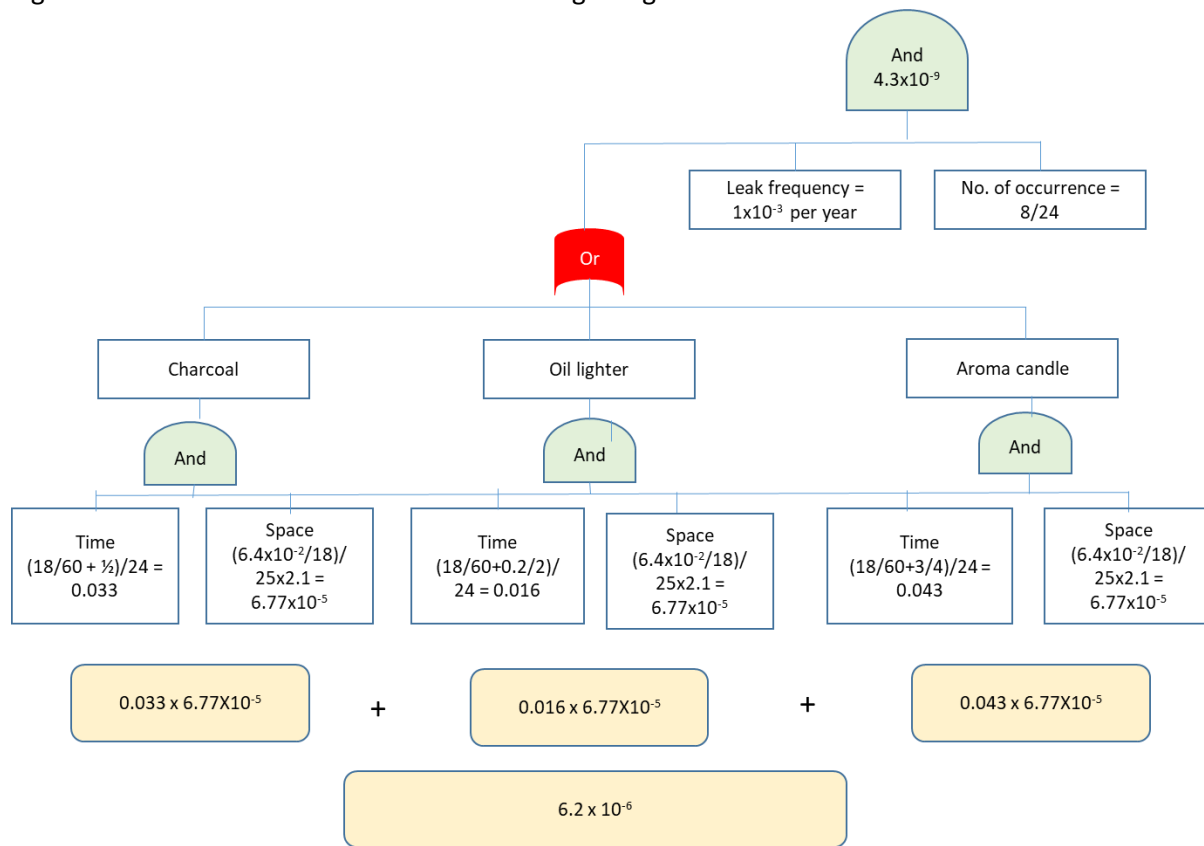 And
4.3x10⁻⁹
Leak frequency =
1x10⁻³ per year
No. of occurrence =
8/24
Or
Charcoal
Oil lighter
Aroma candle
And
And
And
Time
(18/60 + ½)/24 =
0.033
Space
(6.4x10⁻²/18)/
25x2.1 =
6.77x10⁻⁵
Time
(18/60+0.2/2)/
24 = 0.016
Space
(6.4x10⁻²/18)/
25x2.1 =
6.77x10⁻⁵
Time
(18/60+3/4)/24 =
0.043
Space
(6.4x10⁻²/18)/
25x2.1 =
6.77x10⁻⁵
0.033 x 6.77X10⁻⁵
+
0.016 x 6.77X10⁻⁵
+
0.043 x 6.77X10⁻⁵
6.2 x 10⁻⁶